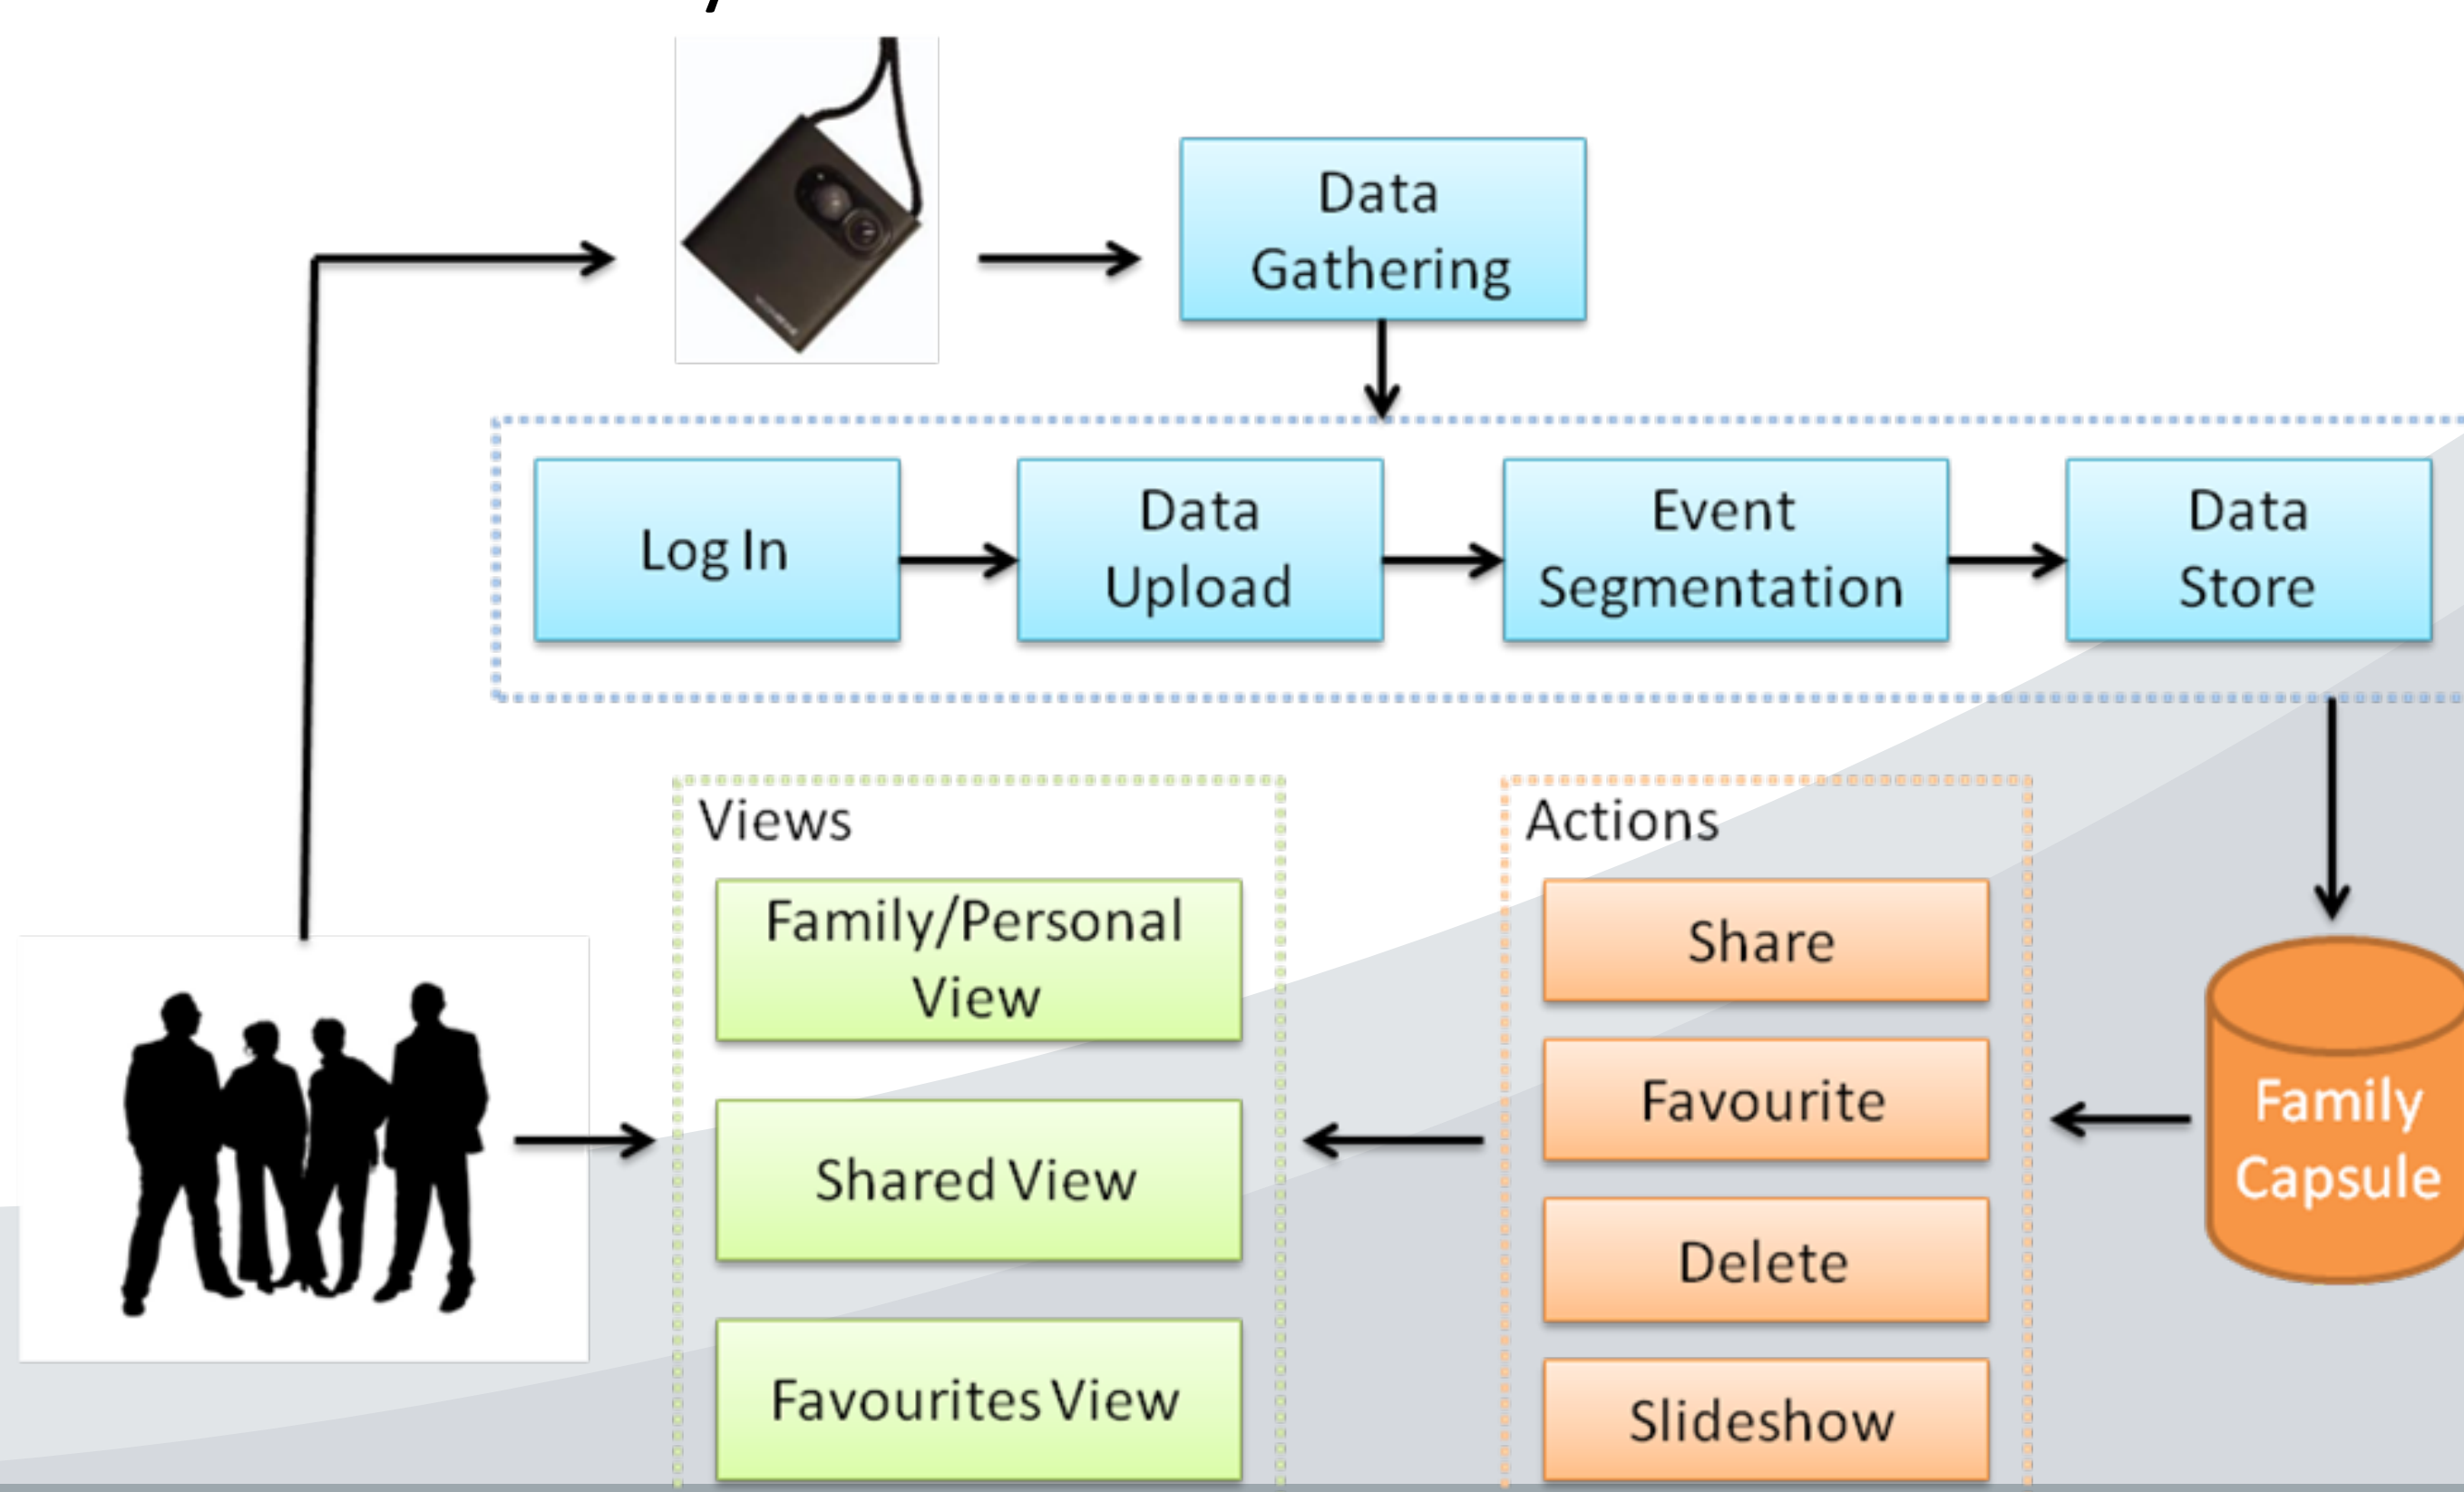 Data
Gathering
Log In
Data
Upload
Event
Segmentation
Data
Store
Views
Family/Personal
View
Shared View
Favourites View
Actions
Share
Favourite
Delete
Slideshow
Family
Capsule